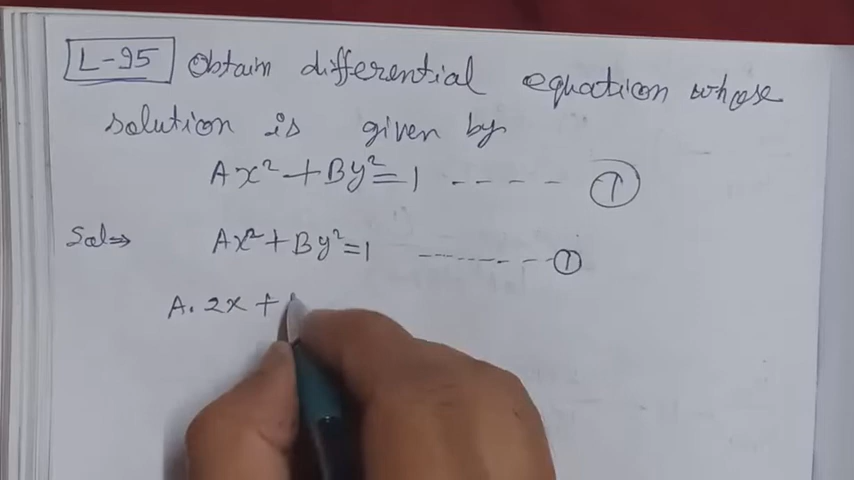 L-95 Obtain differential equation whose
solution is given by
Ax² + By² = 1 ---- ①
Sol⇒ Ax² + By² = 1 -------- ①
A. 2x +